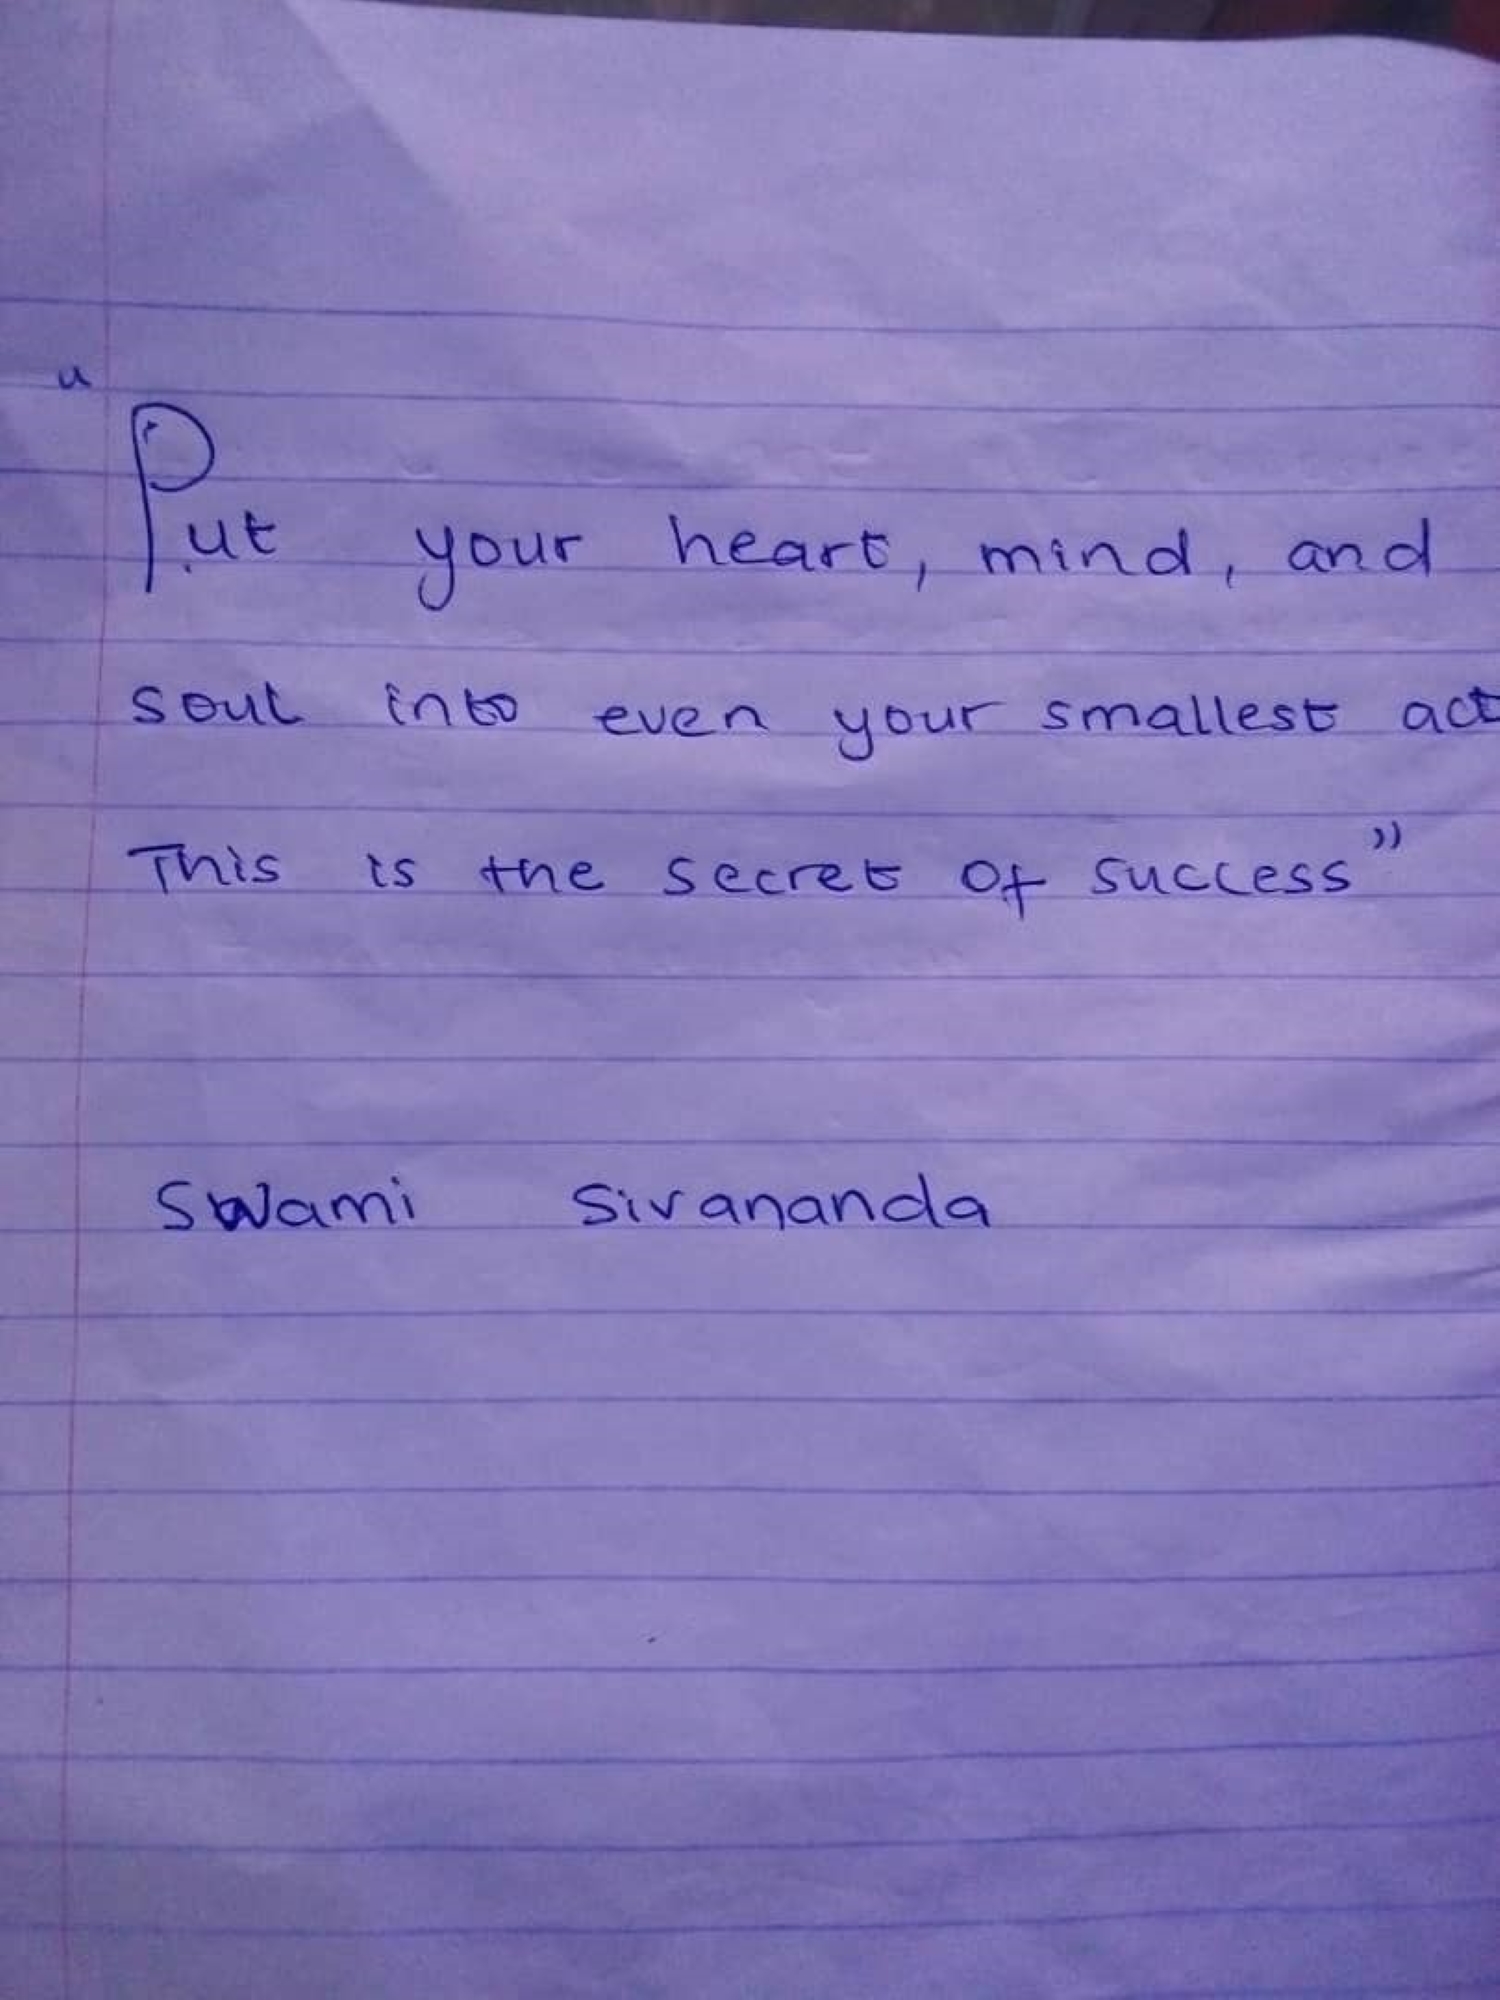 "Put your heart, mind, and
soul into even your smallest act
This is the secret of success"
Swami Sivananda